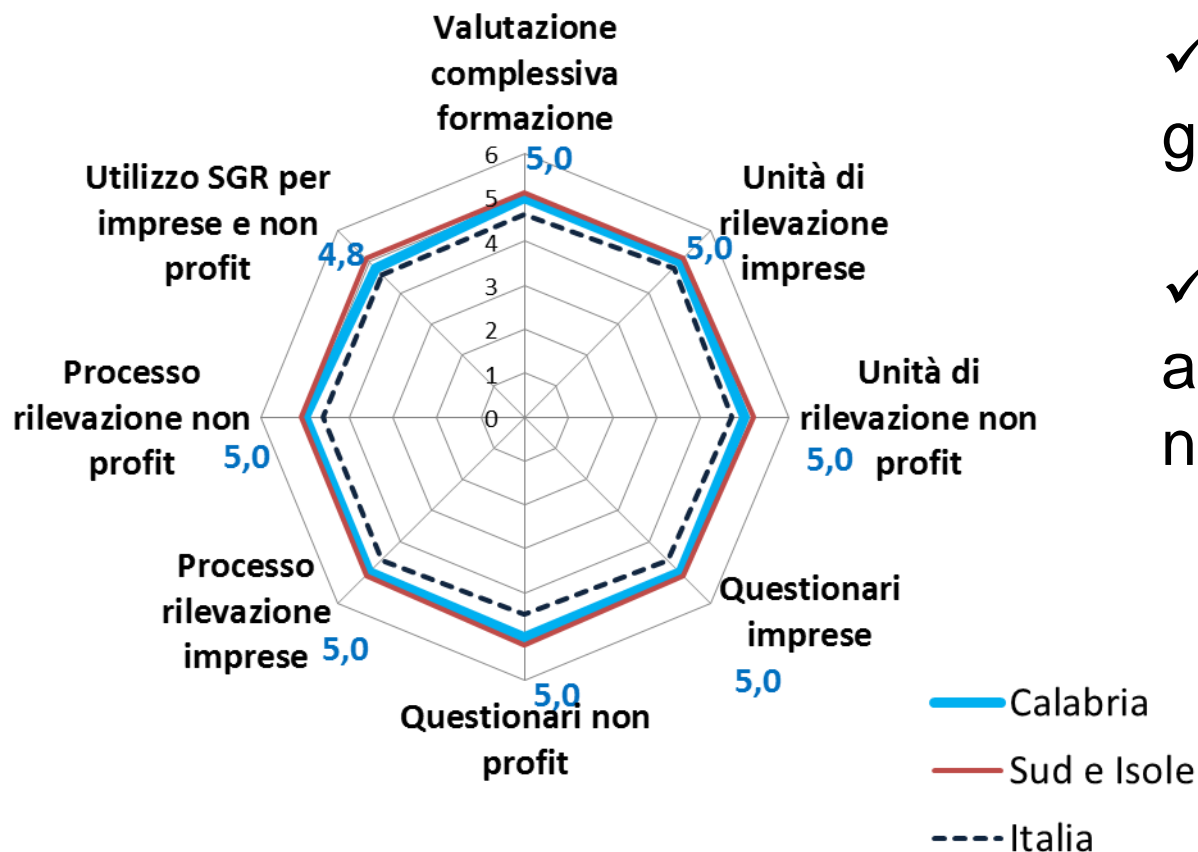 Valutazione
complessiva
formazione
5,0
Unità di
rilevazione
imprese
5,0
Unità di
rilevazione non
profit
5,0
Questionari
imprese
5,0
Questionari non
profit
5,0
Processo
rilevazione
imprese
5,0
Processo
rilevazione non
profit
5,0
Utilizzo SGR per
imprese e non
profit
4,8
6
5
4
3
2
1
0
Calabria
Sud e Isole
Italia
✓
g
✓
a
n